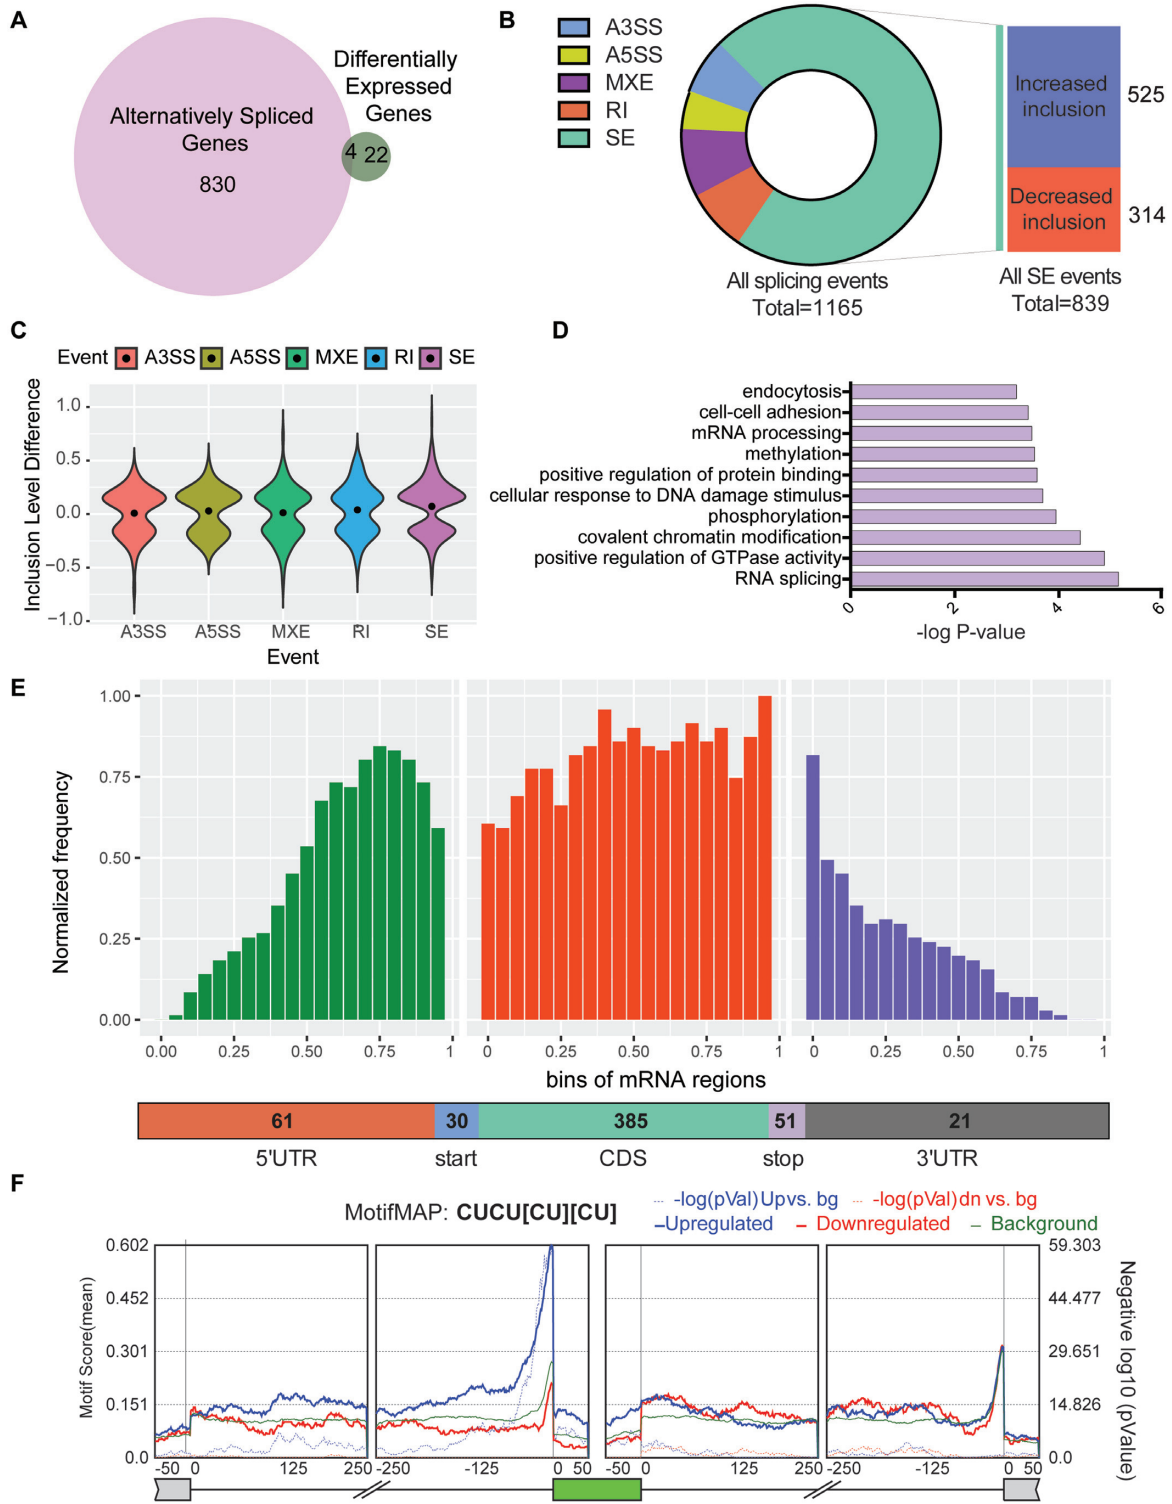 A
Alternatively Spliced
Genes
830
Differentially
Expressed
Genes
4 22
B
A3SS
A5SS
MXE
RI
SE
All splicing events
Total=1165
Increased
inclusion
525
Decreased
inclusion
314
All SE events
Total=839
C
Event A3SS A5SS MXE RI SE
Inclusion Level Difference
1.0
0.5
0.0
−0.5
−1.0
A3SS A5SS MXE RI SE
Event
D
endocytosis
cell-cell adhesion
mRNA processing
methylation
positive regulation of protein binding
cellular response to DNA damage stimulus
phosphorylation
covalent chromatin modification
positive regulation of GTPase activity
RNA splicing
0 2 4 6
-log P-value
E
Normalized frequency
1.00
0.75
0.50
0.25
0.00
0.00 0.25 0.50 0.75 1 0 0.25 0.50 0.75 1 0 0.25 0.50 0.75 1
bins of mRNA regions
61 30 385 51 21
5'UTR start CDS stop 3'UTR
F
MotifMAP: CUCU[CU][CU]
-log(pVal)Upvs. bg -log(pVal)dn vs. bg
Upregulated Downregulated Background
Motif Score(mean)
0.602
0.452
0.301
0.151
0.0
59.303
44.477
29.651
14.826
0.0
Negative log10 (pValue)
-50 0 125 250 -250 -125 0 50 -50 0 125 250 -250 -125 0 50